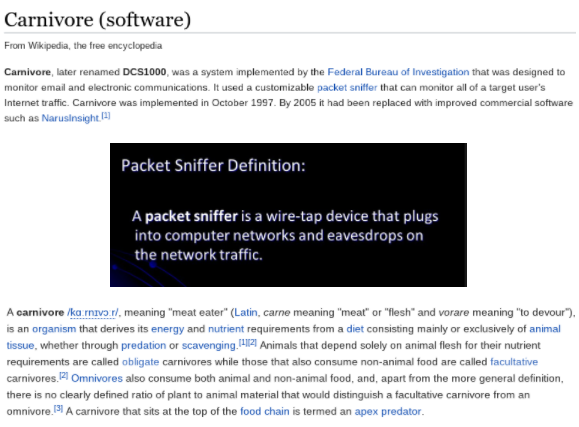 Carnivore (software)
From Wikipedia, the free encyclopedia
Carnivore, later renamed DCS1000, was a system implemented by the Federal Bureau of Investigation that was designed to
monitor email and electronic communications. It used a customizable packet sniffer that can monitor all of a target user's
Internet traffic. Carnivore was implemented in October 1997. By 2005 it had been replaced with improved commercial software
such as NarusInsight.[1]
Packet Sniffer Definition:
A packet sniffer is a wire-tap device that plugs
into computer networks and eavesdrops on
the network traffic.
A carnivore /ˈkɑːrnɪvɔːr/, meaning "meat eater" (Latin, carne meaning "meat" or "flesh" and vorare meaning "to devour"),
is an organism that derives its energy and nutrient requirements from a diet consisting mainly or exclusively of animal
tissue, whether through predation or scavenging.[1][2] Animals that depend solely on animal flesh for their nutrient
requirements are called obligate carnivores while those that also consume non-animal food are called facultative
carnivores.[2] Omnivores also consume both animal and non-animal food, and, apart from the more general definition,
there is no clearly defined ratio of plant to animal material that would distinguish a facultative carnivore from an
omnivore.[3] A carnivore that sits at the top of the food chain is termed an apex predator.